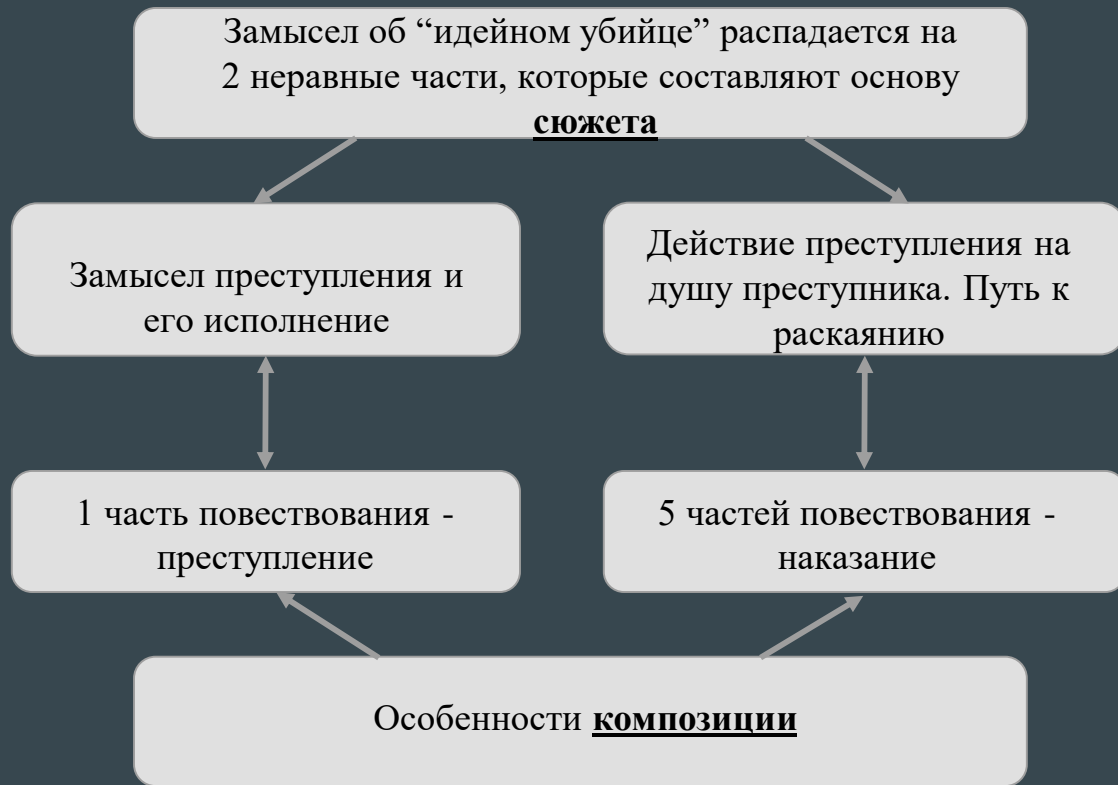 Замысел об “идейном убийце” распадается на
2 неравные части, которые составляют основу
сюжета
Замысел преступления и
его исполнение
Действие преступления на
душу преступника. Путь к
раскаянию
1 часть повествования -
преступление
5 частей повествования -
наказание
Особенности композиции